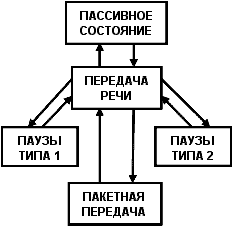 ПАССИВНОЕ
СОСТОЯНИЕ
ПЕРЕДАЧА
РЕЧИ
ПАУЗЫ
ТИПА 1
ПАУЗЫ
ТИПА 2
ПАКЕТНАЯ
ПЕРЕДАЧА